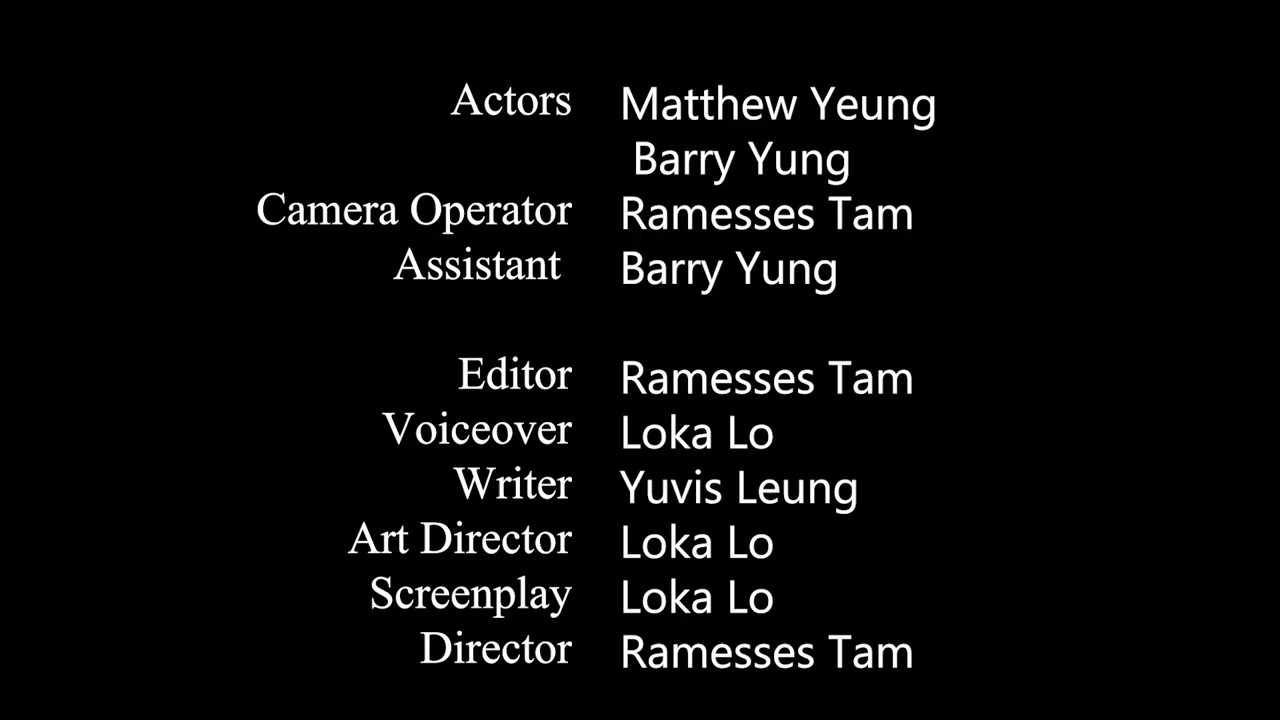 Actors Matthew Yeung
Barry Yung
Camera Operator Ramesses Tam
Assistant Barry Yung
Editor Ramesses Tam
Voiceover Loka Lo
Writer Yuvis Leung
Art Director Loka Lo
Screenplay Loka Lo
Director Ramesses Tam